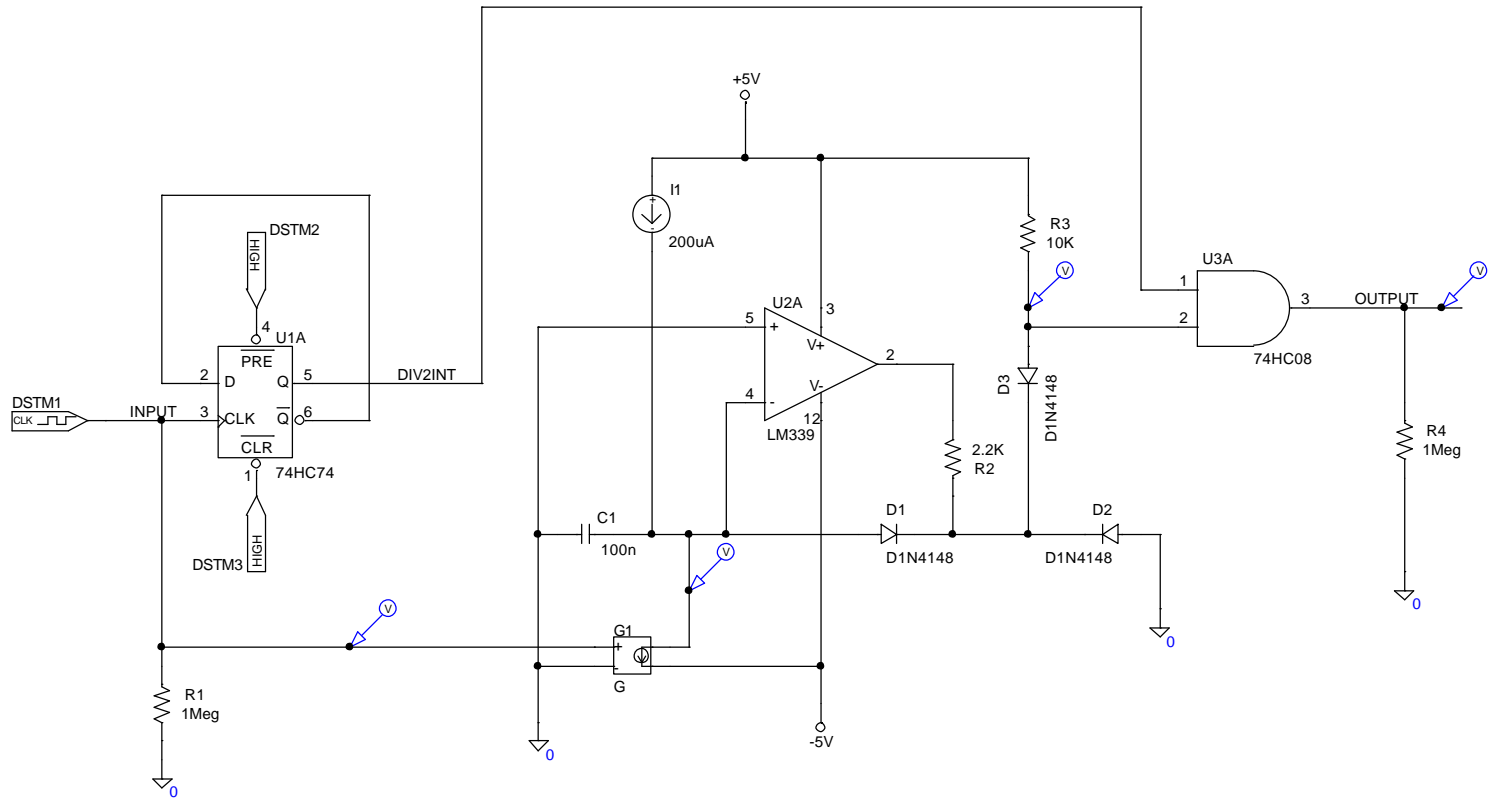 +5V
I1
+
-
200uA
R3
10K
V
DSTM2
HIGH
4
U1A
PRE
2
D
Q
5
DIV2INT
DSTM1
CLK
INPUT
3
CLK
Q
6
CLR
1
74HC74
DSTM3
HIGH
U2A
5
+
3
V+
2
V-
4
-
12
LM339
2.2K
R2
D3
D1N4148
U3A
1
2
3
74HC08
OUTPUT
V
R4
1Meg
0
C1
100n
V
D1
D1N4148
D2
D1N4148
0
V
G1
+
-
G
R1
1Meg
0
0
-5V